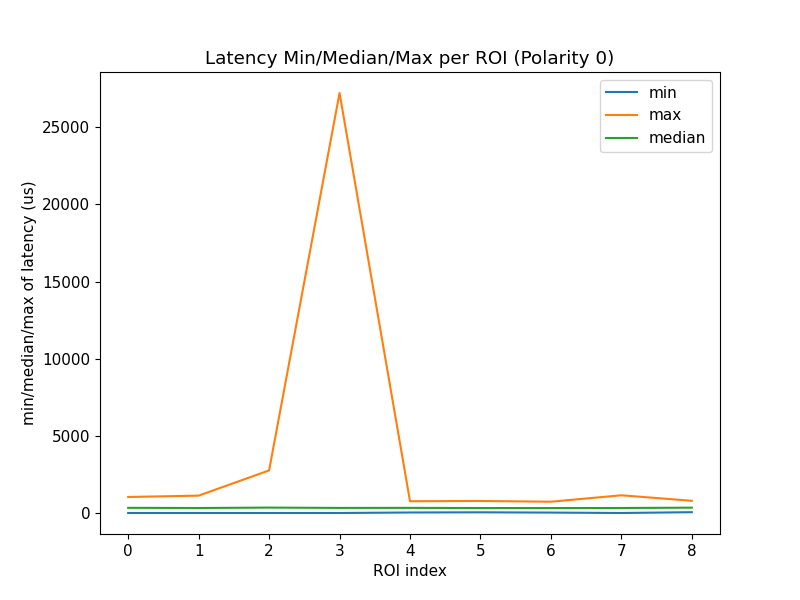 Latency Min/Median/Max per ROI (Polarity 0)
min
max
median
min/median/max of latency (us)
25000
20000
15000
10000
5000
0
0 1 2 3 4 5 6 7 8
ROI index